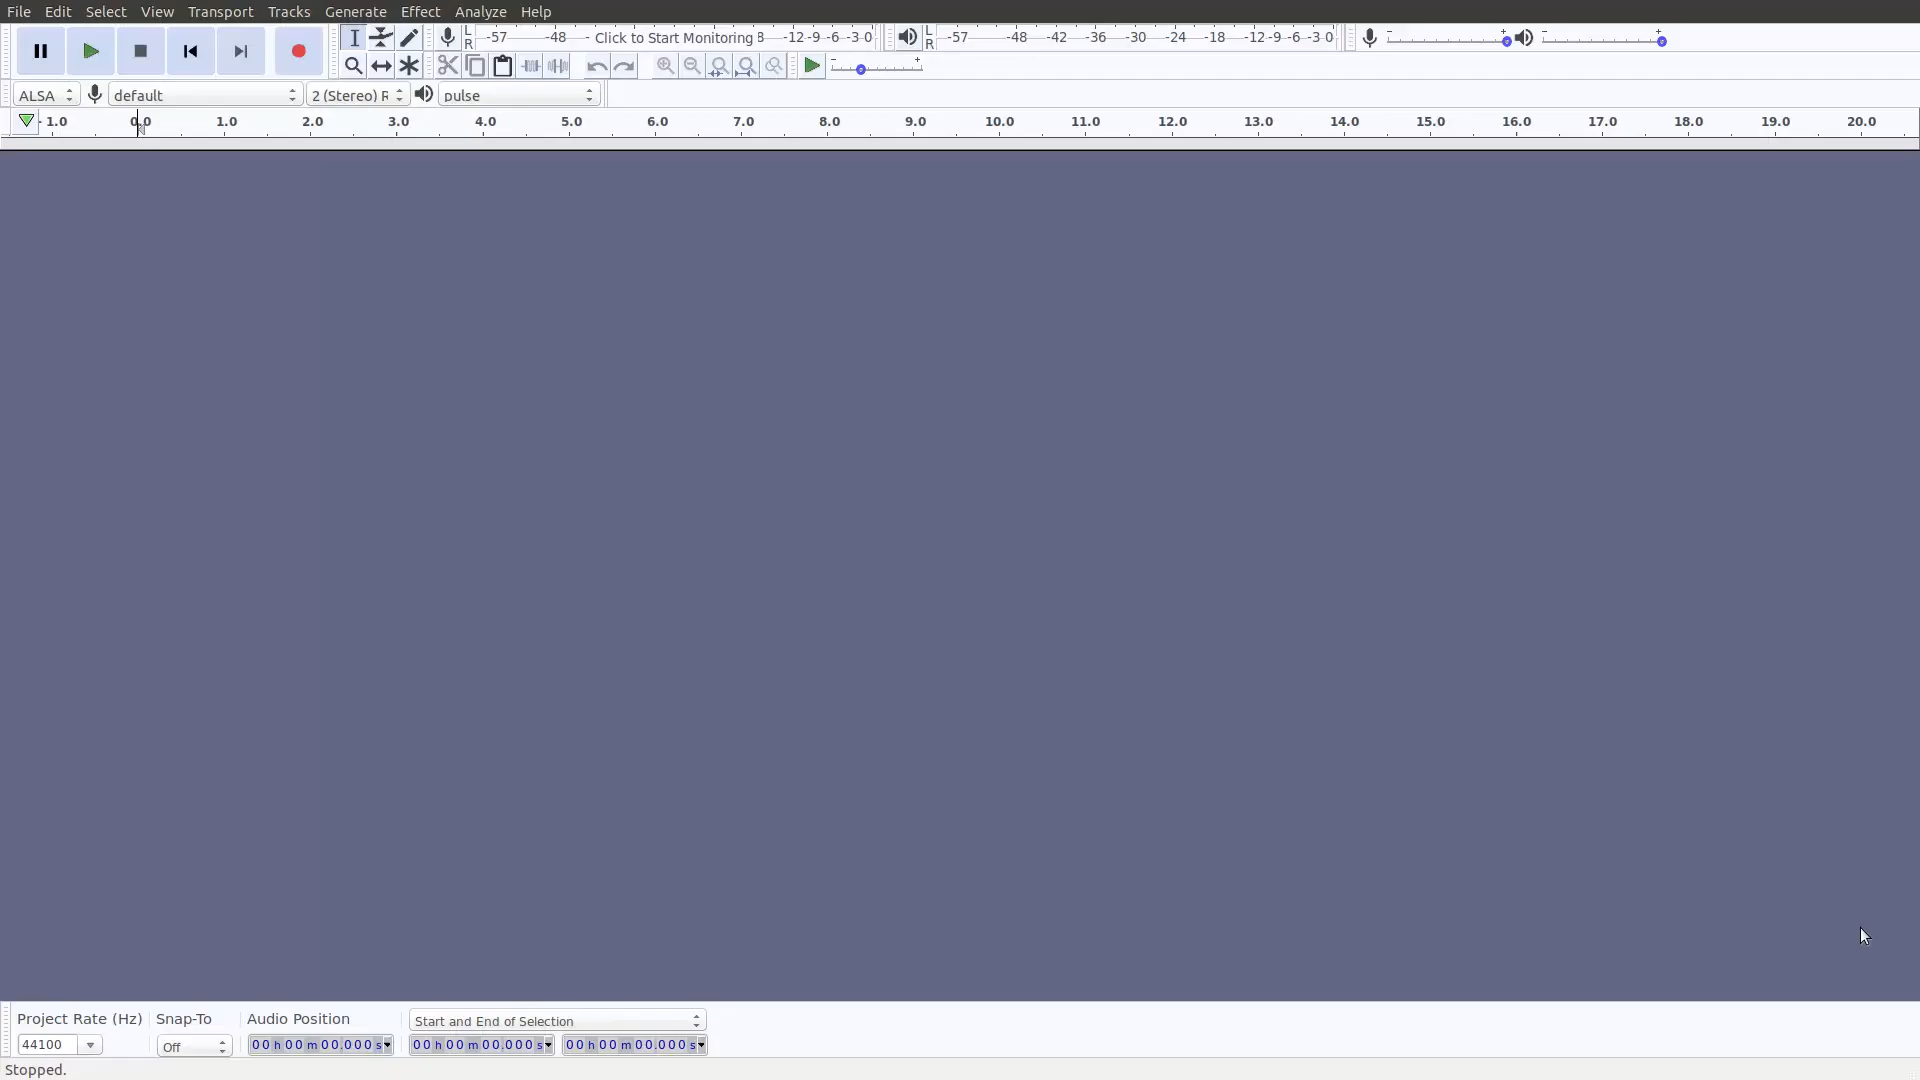 File Edit Select View Transport Tracks Generate Effect Analyze Help
L R -57 -48 - Click to Start Monitoring -12 -9 -6 -3 0 L R -57 -48 -42 -36 -30 -24 -18 -12 -9 -6 -3 0 - + - +
- +
ALSA default 2 (Stereo) R pulse
- 1.0 0.0 1.0 2.0 3.0 4.0 5.0 6.0 7.0 8.0 9.0 10.0 11.0 12.0 13.0 14.0 15.0 16.0 17.0 18.0 19.0 20.0
Project Rate (Hz) Snap-To Audio Position Start and End of Selection
44100 Off 00 h 00 m 00.000 s 00 h 00 m 00.000 s 00 h 00 m 00.000 s
Stopped.